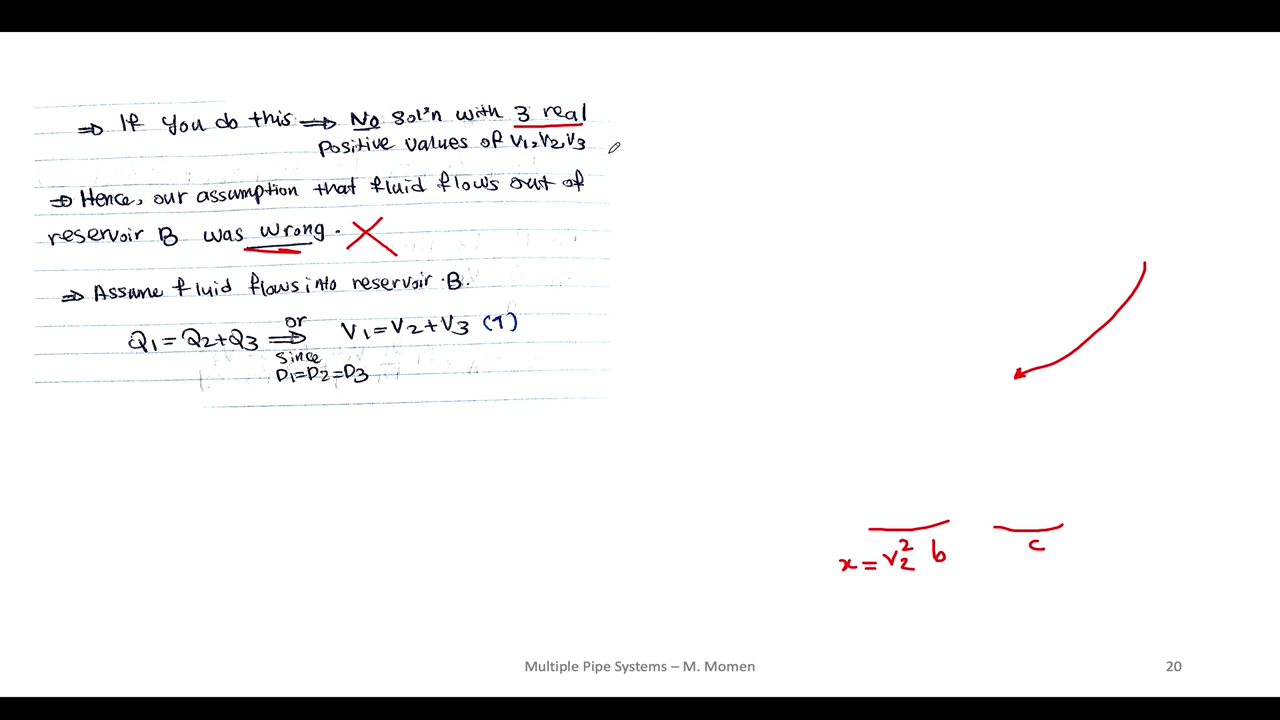 ⇒ If you do this ⇒ No sol'n with 3 real
positive values of V1, V2, V3
⇒ Hence, our assumption that fluid flows out of
reservoir B was wrong.
⇒ Assume fluid flows into reservoir B.
Q1 = Q2 + Q3 or ⇒ V1 = V2 + V3 (7)
since
D1=D2=D3
x = V2² b c
Multiple Pipe Systems – M. Momen 20